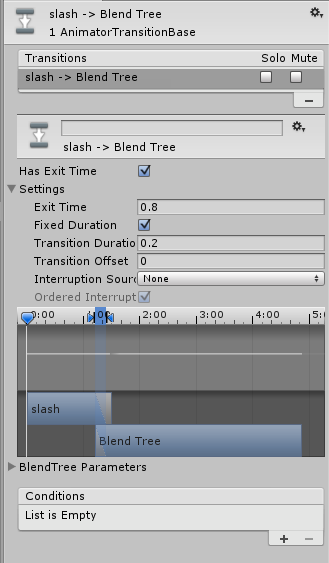 slash -> Blend Tree
1 AnimatorTransitionBase
Transitions Solo Mute
slash -> Blend Tree
slash -> Blend Tree
Has Exit Time
Settings
Exit Time 0.8
Fixed Duration
Transition Duratio 0.2
Transition Offset 0
Interruption Sourc None
Ordered Interrupt
0:00 1:00 2:00 3:00 4:00 5:0
slash
Blend Tree
BlendTree Parameters
Conditions
List is Empty
+ −